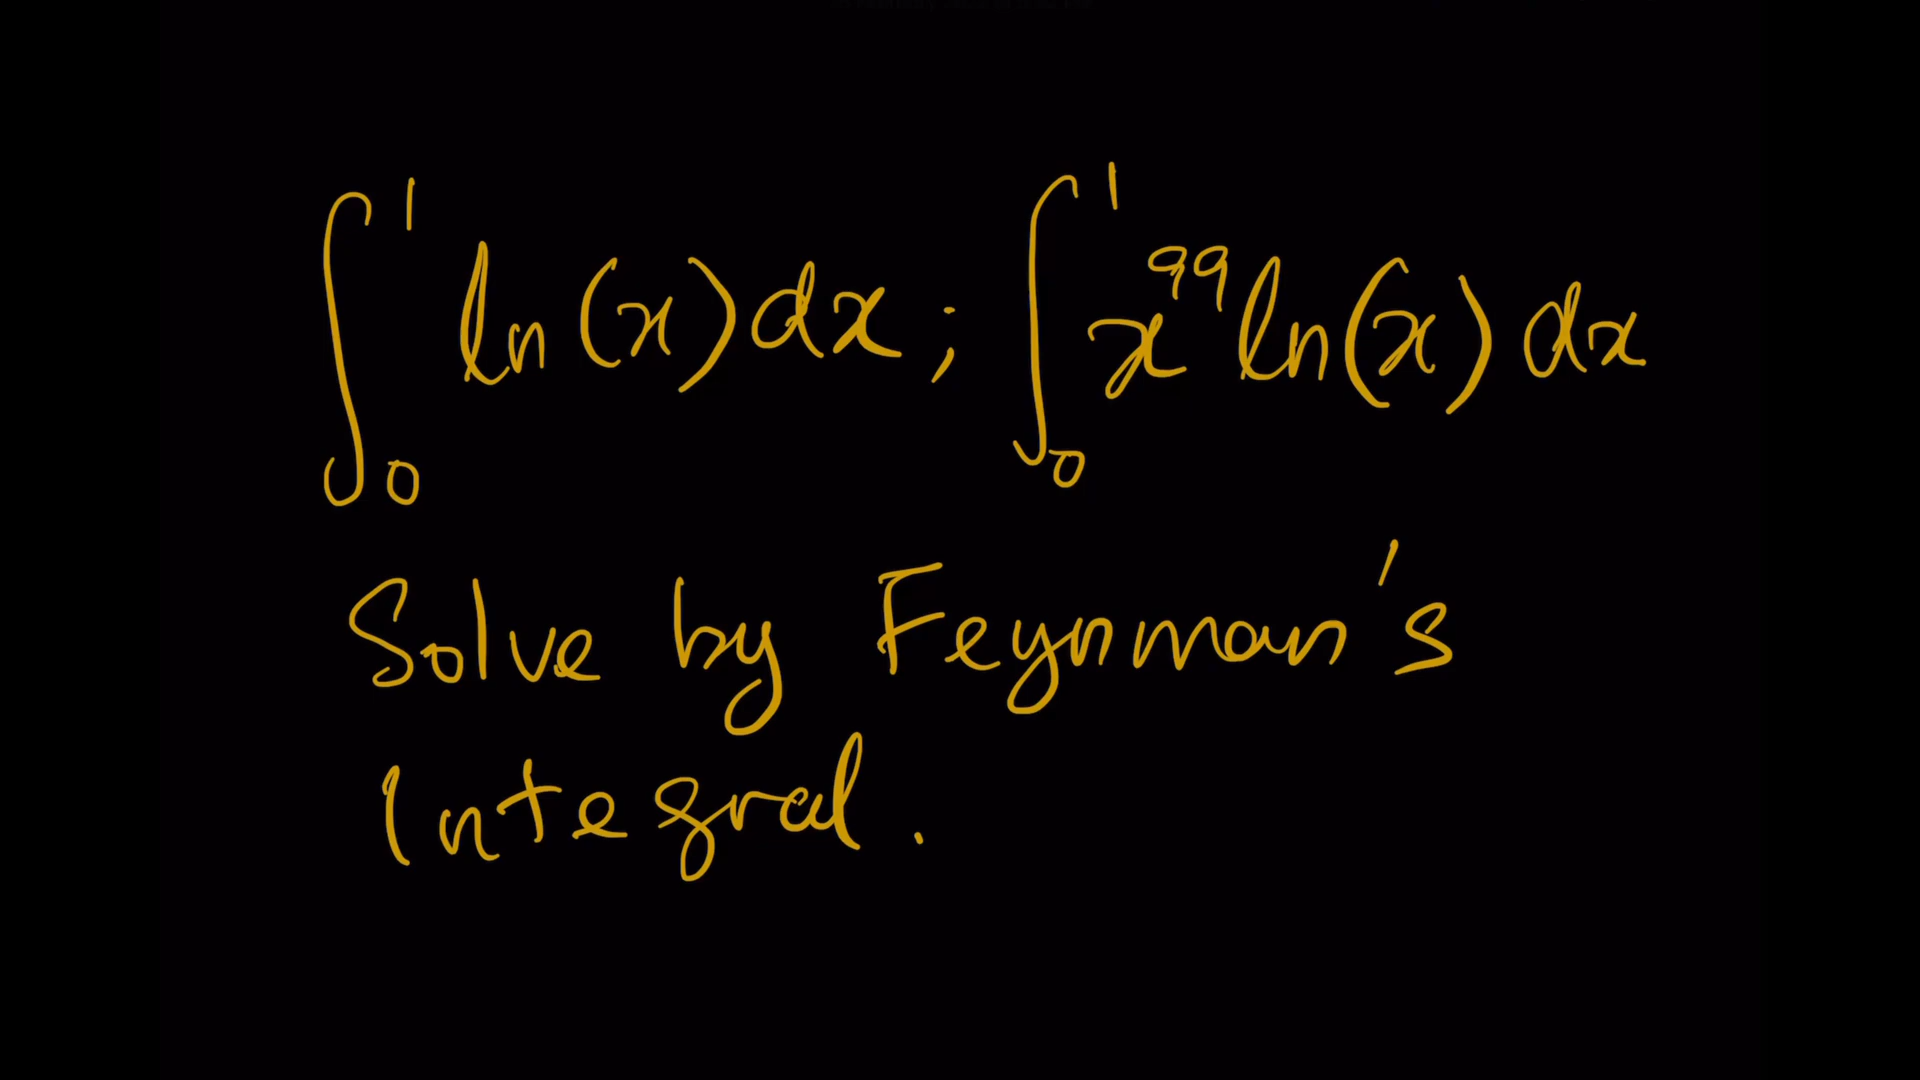 ∫₀¹ ln(x)dx; ∫₀¹ x⁹⁹ ln(x) dx
Solve by Feynman's
Integral.